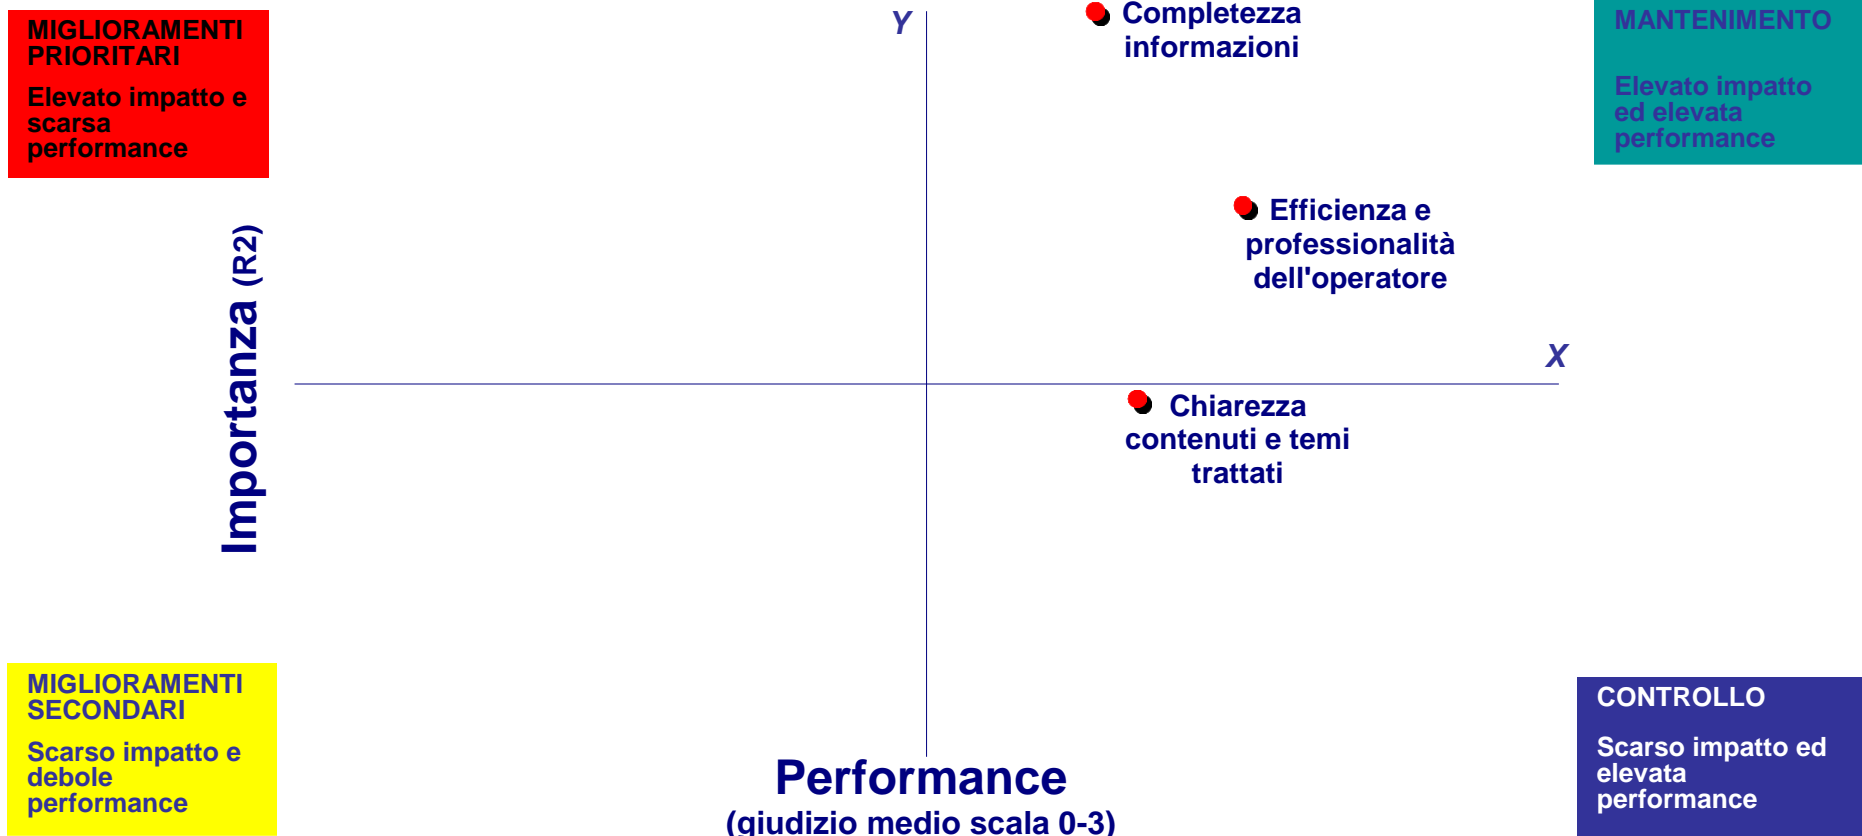 MIGLIORAMENTI
PRIORITARI
Elevato impatto e
scarsa
performance
Y
Completezza
informazioni
MANTENIMENTO
Elevato impatto
ed elevata
performance
Efficienza e
professionalità
dell'operatore
Importanza (R2)
X
Chiarezza
contenuti e temi
trattati
MIGLIORAMENTI
SECONDARI
Scarso impatto e
debole
performance
Performance
(giudizio medio scala 0-3)
CONTROLLO
Scarso impatto ed
elevata
performance